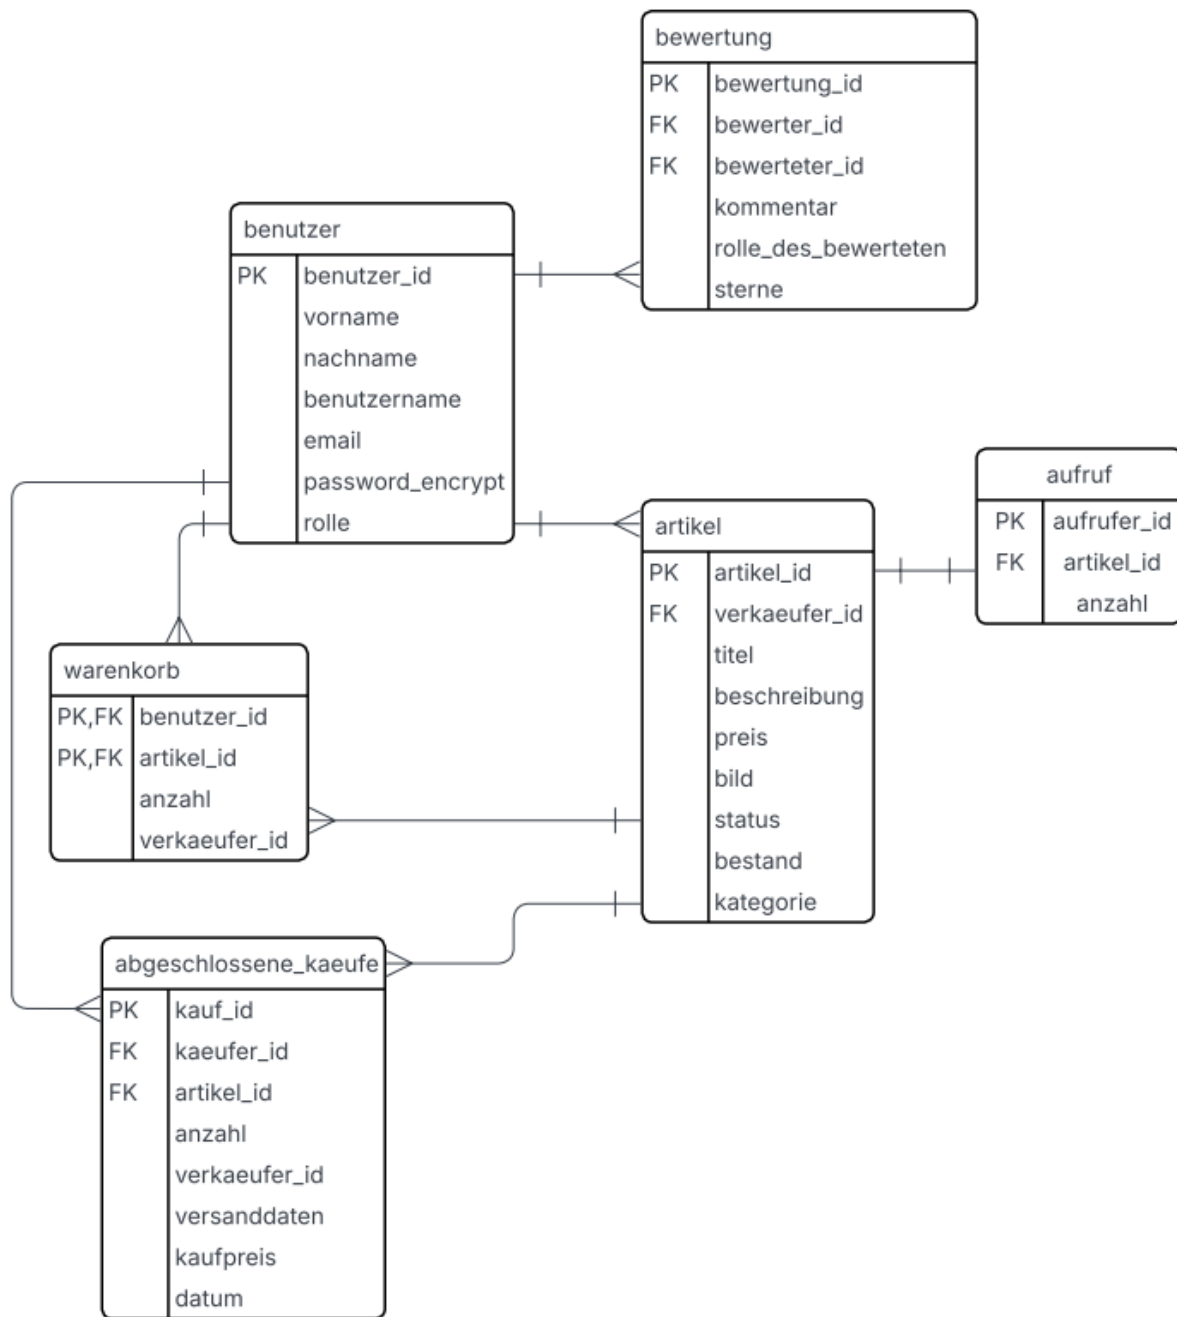 bewertung
PK bewertung_id
FK bewerter_id
FK bewerteter_id
kommentar
rolle_des_bewerteten
sterne
benutzer
PK benutzer_id
vorname
nachname
benutzername
email
password_encrypt
rolle
aufruf
PK aufrufer_id
FK artikel_id
anzahl
artikel
PK artikel_id
FK verkaeufer_id
titel
beschreibung
preis
bild
status
bestand
kategorie
warenkorb
PK,FK benutzer_id
PK,FK artikel_id
anzahl
verkaeufer_id
abgeschlossene_kaeufe
PK kauf_id
FK kaeufer_id
FK artikel_id
anzahl
verkaeufer_id
versanddaten
kaufpreis
datum